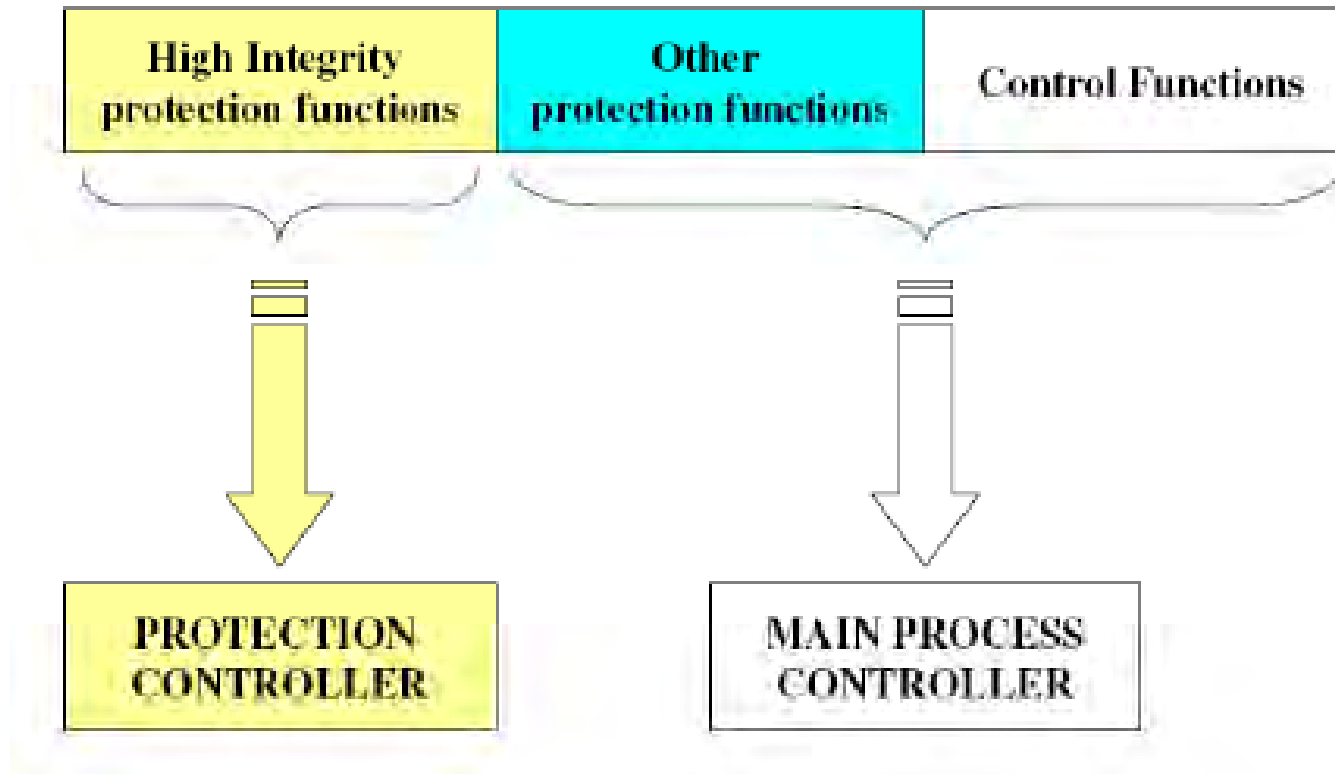 High Integrity
protection functions
Other
protection functions
Control Functions
PROTECTION
CONTROLLER
MAIN PROCESS
CONTROLLER